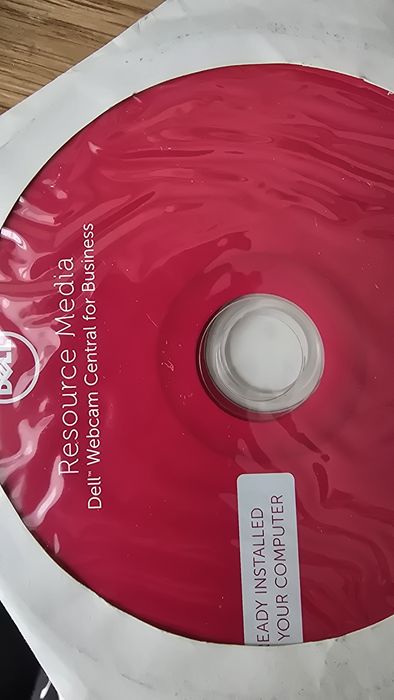 DELL
Resource Media
Dell™ Webcam Central for Business
EADY INSTALLED
YOUR COMPUTER